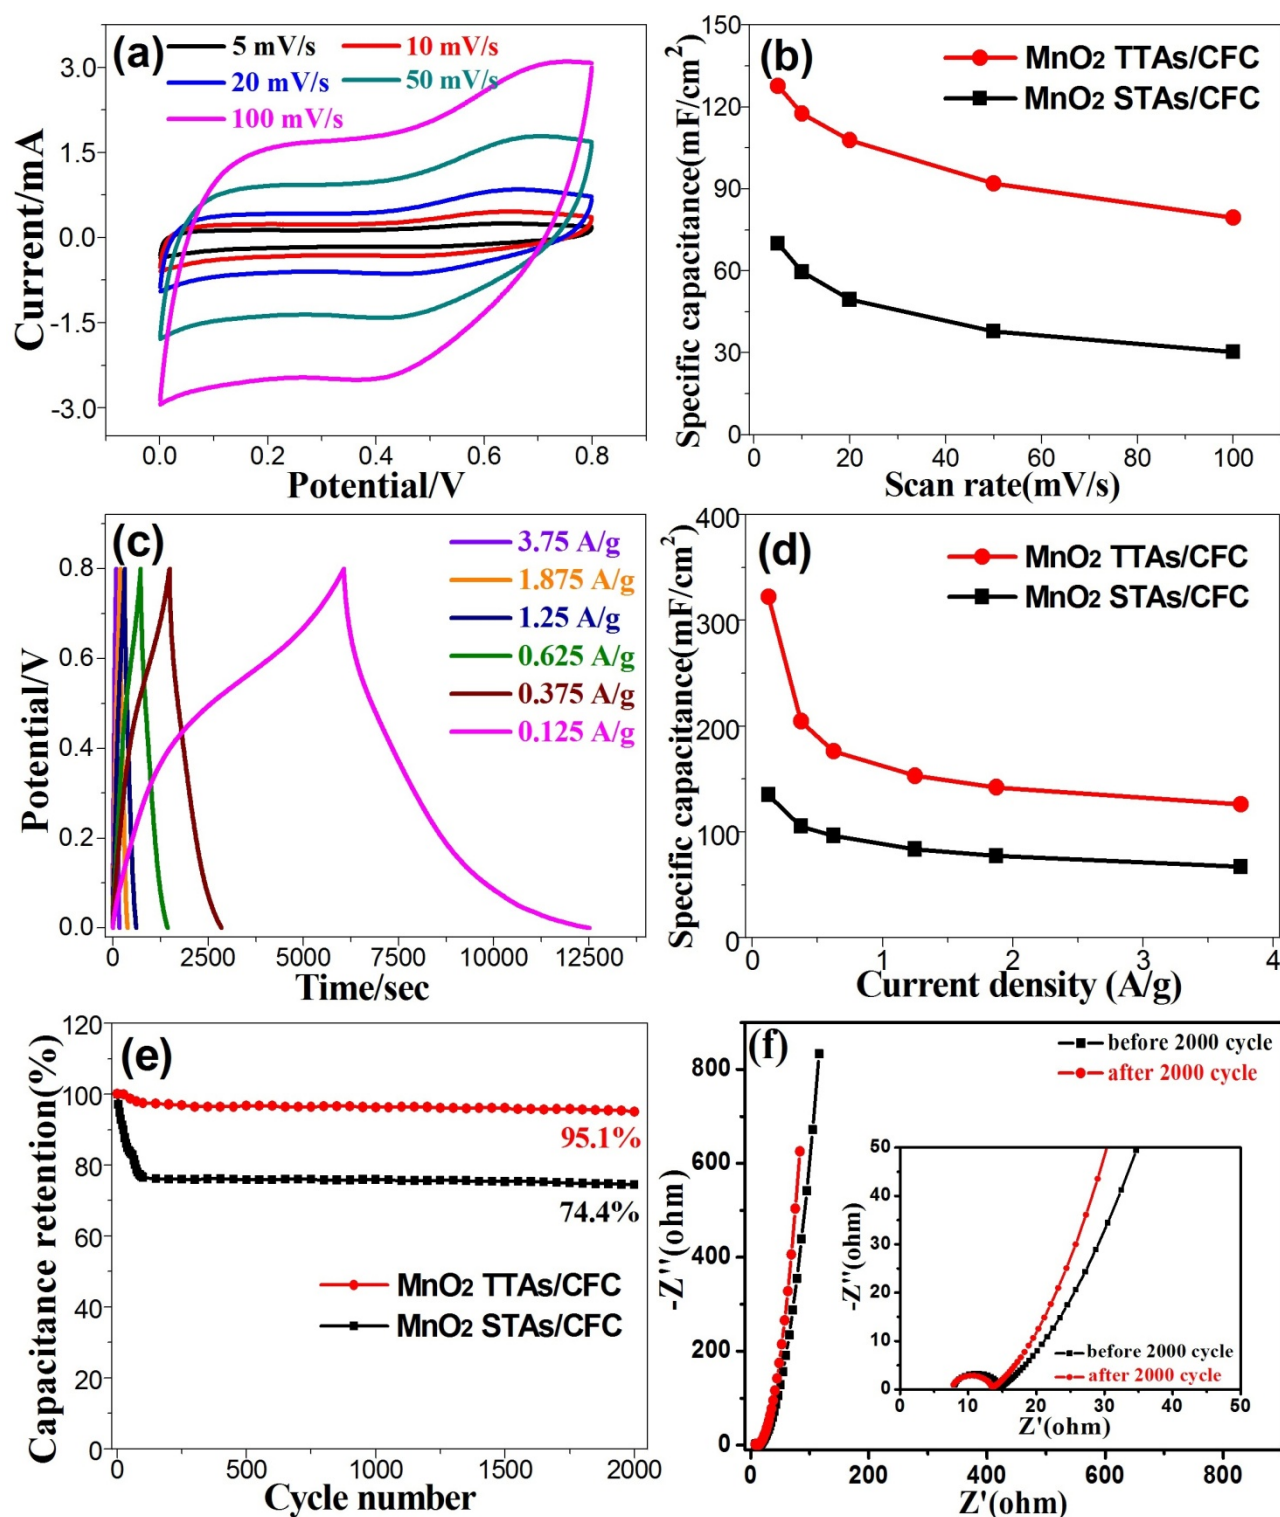 (a)
5 mV/s
10 mV/s
20 mV/s
50 mV/s
100 mV/s
3.0
1.5
0.0
-1.5
-3.0
Current/mA
0.0 0.2 0.4 0.6 0.8
Potential/V
(b)
MnO2 TTAs/CFC
MnO2 STAs/CFC
150
120
90
60
30
0
Specific capacitance(mF/cm²)
20 40 60 80 100
Scan rate(mV/s)
(c)
3.75 A/g
1.875 A/g
1.25 A/g
0.625 A/g
0.375 A/g
0.125 A/g
0.8
0.6
0.4
0.2
0.0
Potential/V
0 2500 5000 7500 10000 12500
Time/sec
(d)
MnO2 TTAs/CFC
MnO2 STAs/CFC
400
300
200
100
0
Specific capacitance(mF/cm²)
0 1 2 3 4
Current density (A/g)
(e)
120
100
80
60
40
20
0
Capacitance retention(%)
95.1%
74.4%
MnO2 TTAs/CFC
MnO2 STAs/CFC
0 500 1000 1500 2000
Cycle number
(f)
before 2000 cycle
after 2000 cycle
800
600
400
200
0
-Z''(ohm)
0 200 400 600 800
Z'(ohm)
50
40
30
20
10
0
-Z''(ohm)
before 2000 cycle
after 2000 cycle
0 10 20 30 40 50
Z'(ohm)